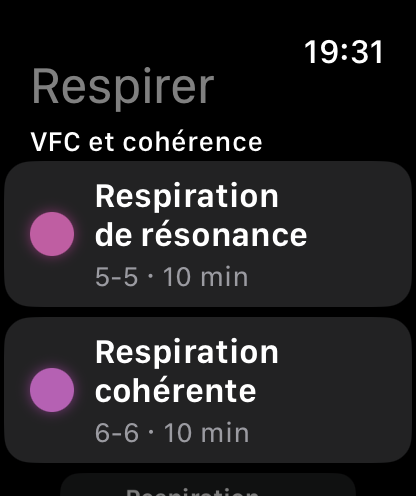 19:31
Respirer
VFC et cohérence
Respiration
de résonance
5-5 · 10 min
Respiration
cohérente
6-6 · 10 min
Respiration